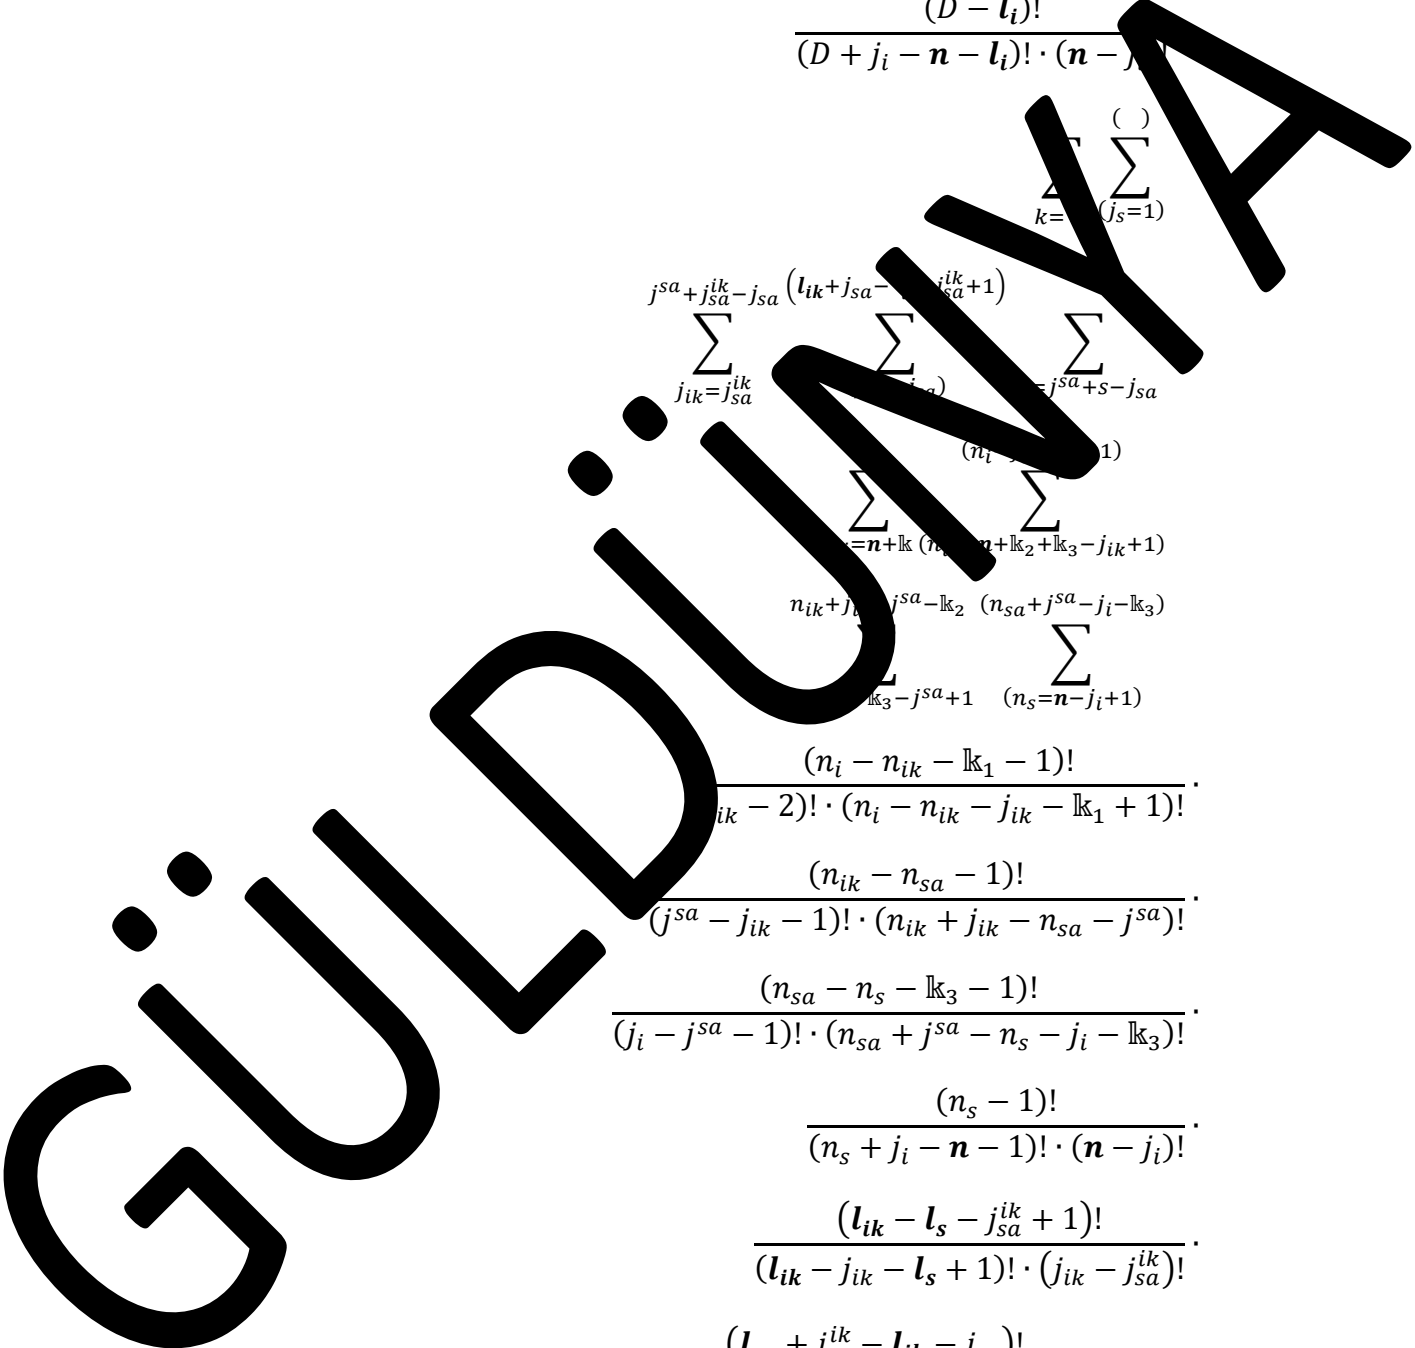 (D − l_i)!
(D + j_i − n − l_i)! · (n − j
( )
∑ ∑
k= (j_s=1)
j^{sa}+j_{sa}^{ik}−j_{sa} (l_{ik}+j_{sa}− j_{sa}^{ik}+1)
∑ ∑ ∑
j_{ik}=j_{sa}^{ik} =j^{sa}+s−j_{sa}
(n_i 1)
∑ ∑
=n+𝕜 (n n+𝕜_2+𝕜_3−j_{ik}+1)
n_{ik}+j j^{sa}−𝕜_2 (n_{sa}+j^{sa}−j_i−𝕜_3)
∑
𝕜_3−j^{sa}+1 (n_s=n−j_i+1)
(n_i − n_{ik} − 𝕜_1 − 1)!
_{ik} − 2)! · (n_i − n_{ik} − j_{ik} − 𝕜_1 + 1)! ·
(n_{ik} − n_{sa} − 1)!
(j^{sa} − j_{ik} − 1)! · (n_{ik} + j_{ik} − n_{sa} − j^{sa})! ·
(n_{sa} − n_s − 𝕜_3 − 1)!
(j_i − j^{sa} − 1)! · (n_{sa} + j^{sa} − n_s − j_i − 𝕜_3)! ·
(n_s − 1)!
(n_s + j_i − n − 1)! · (n − j_i)! ·
(l_{ik} − l_s − j_{sa}^{ik} + 1)!
(l_{ik} − j_{ik} − l_s + 1)! · (j_{ik} − j_{sa}^{ik})! ·
GÜLDÜNYA